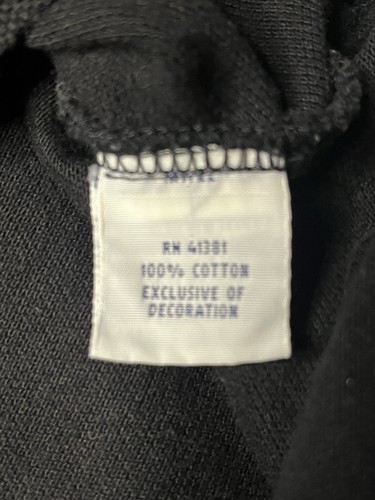 RN 41381
100% COTTON
EXCLUSIVE OF
DECORATION